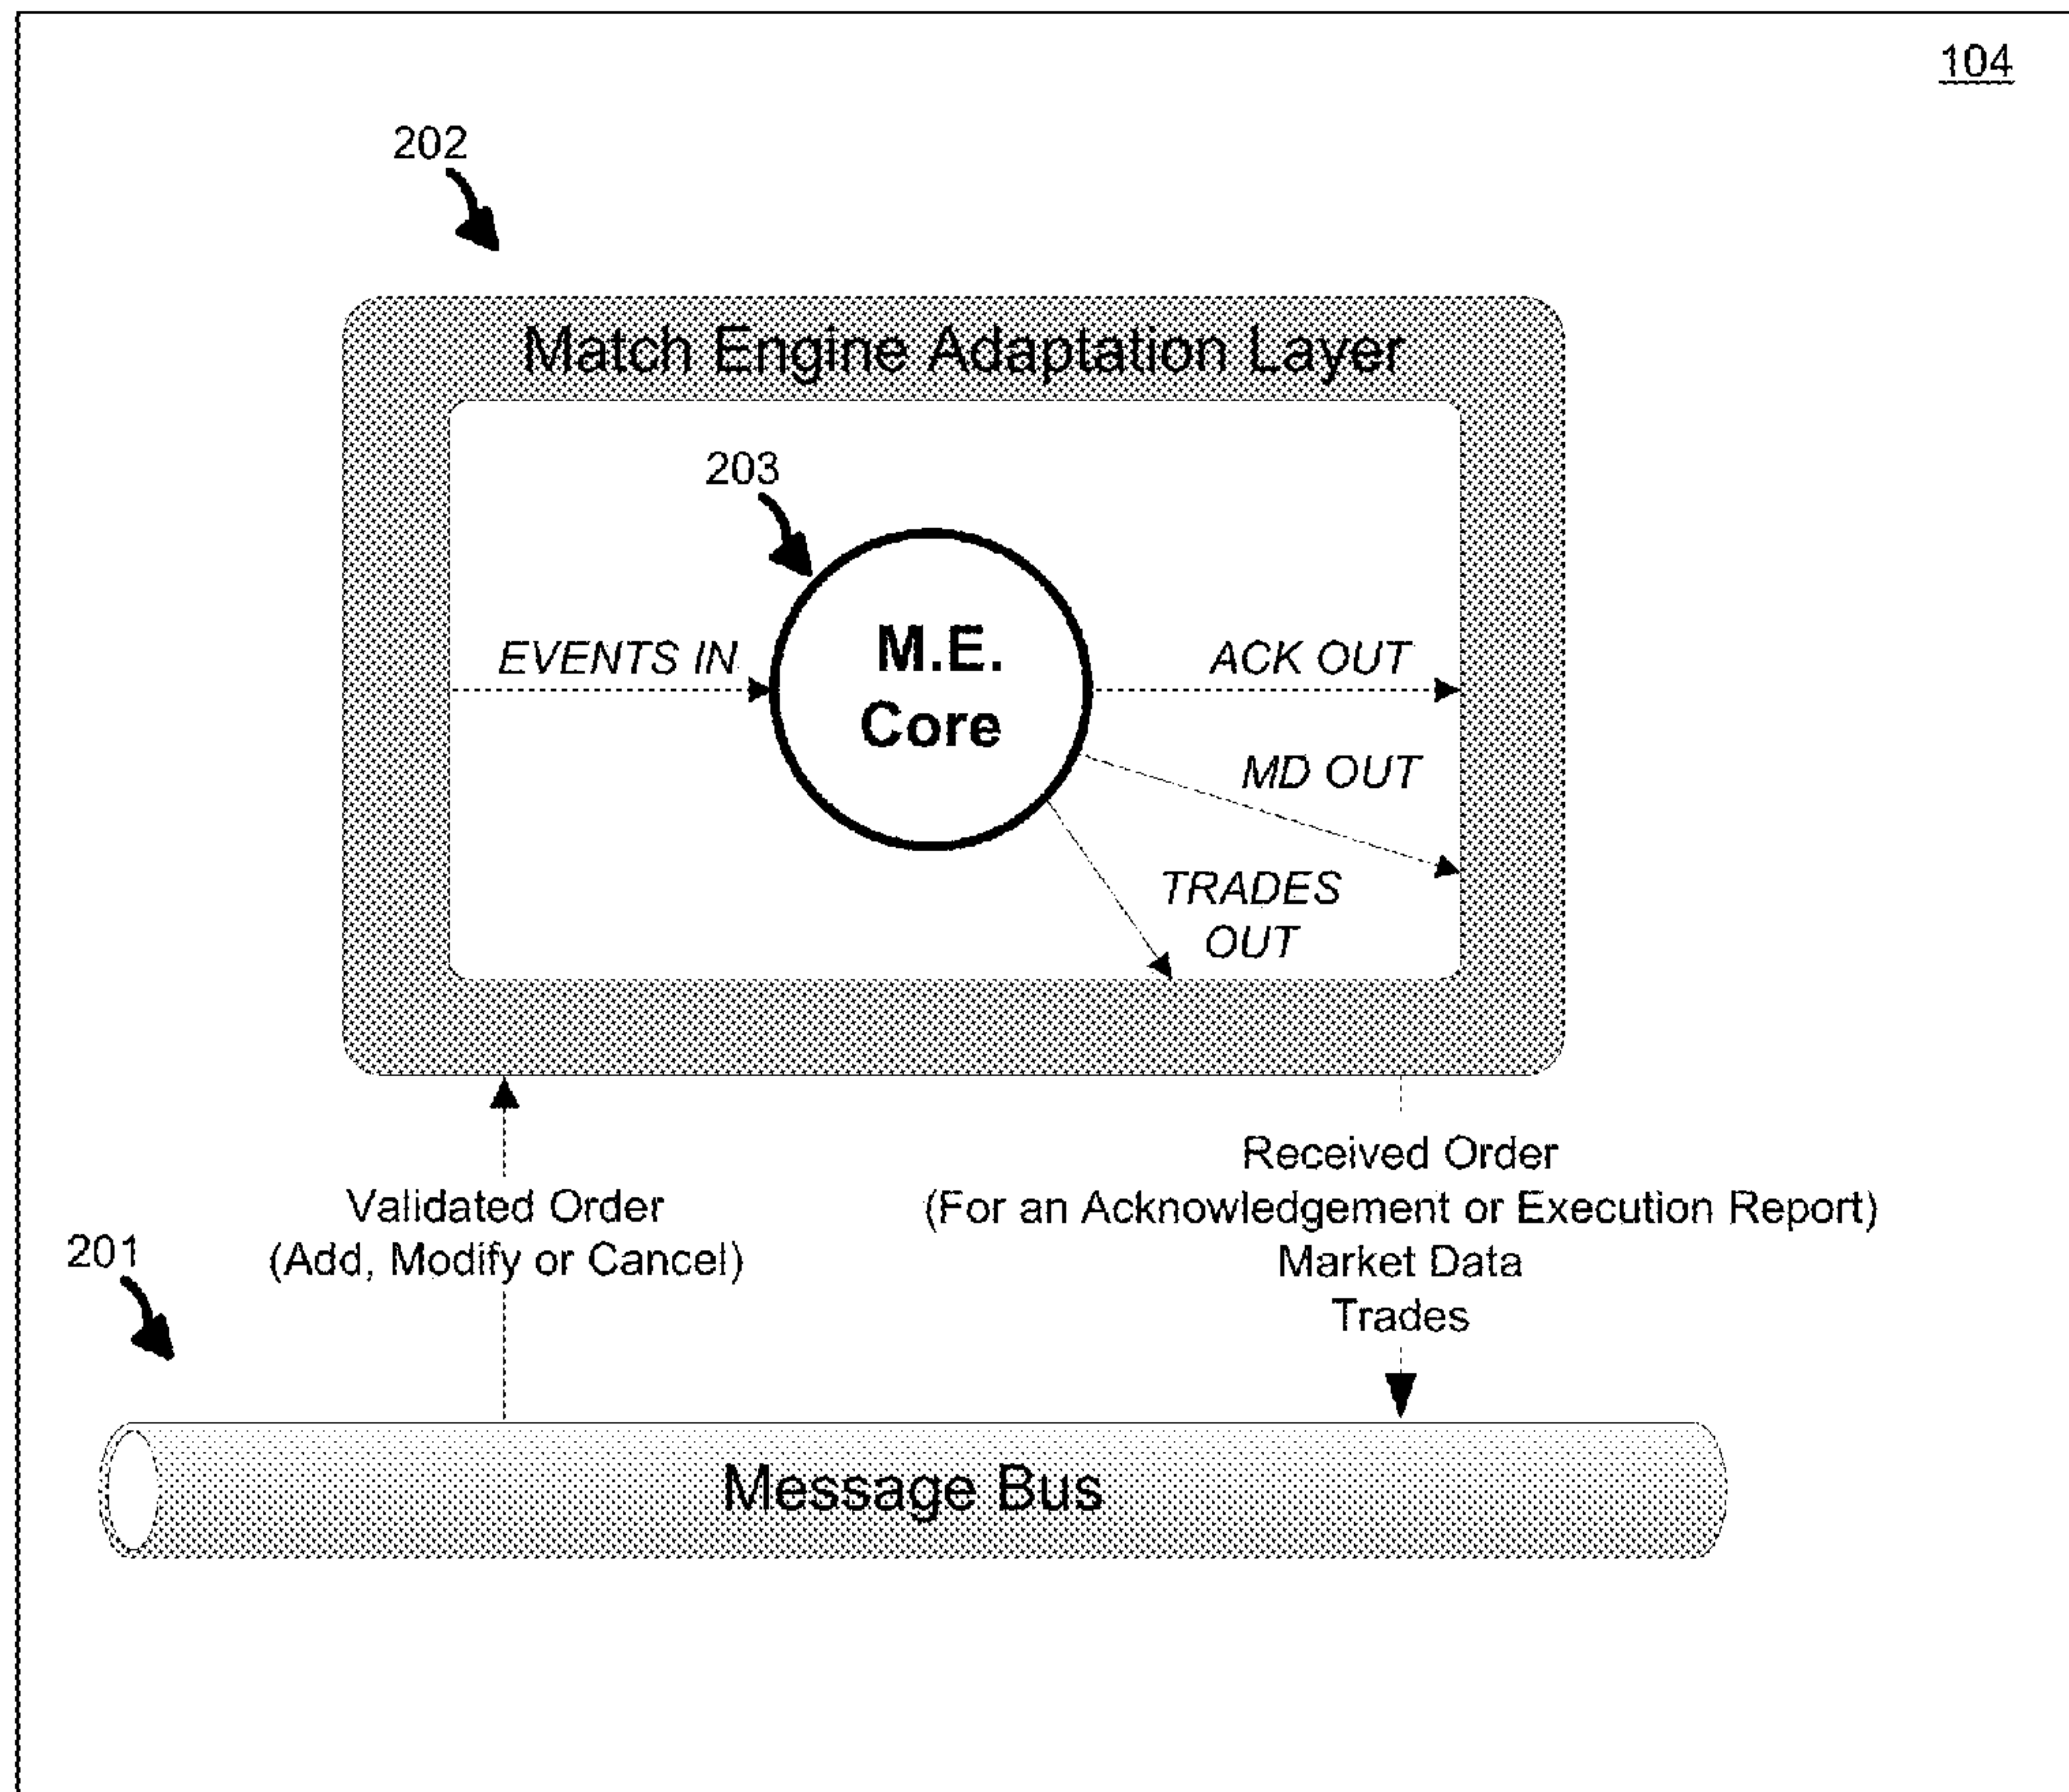 104
202
Match Engine Adaptation Layer
203
EVENTS IN
M.E.
Core
ACK OUT
MD OUT
TRADES
OUT
Validated Order
(Add, Modify or Cancel)
Received Order
(For an Acknowledgement or Execution Report)
Market Data
Trades
201
Message Bus